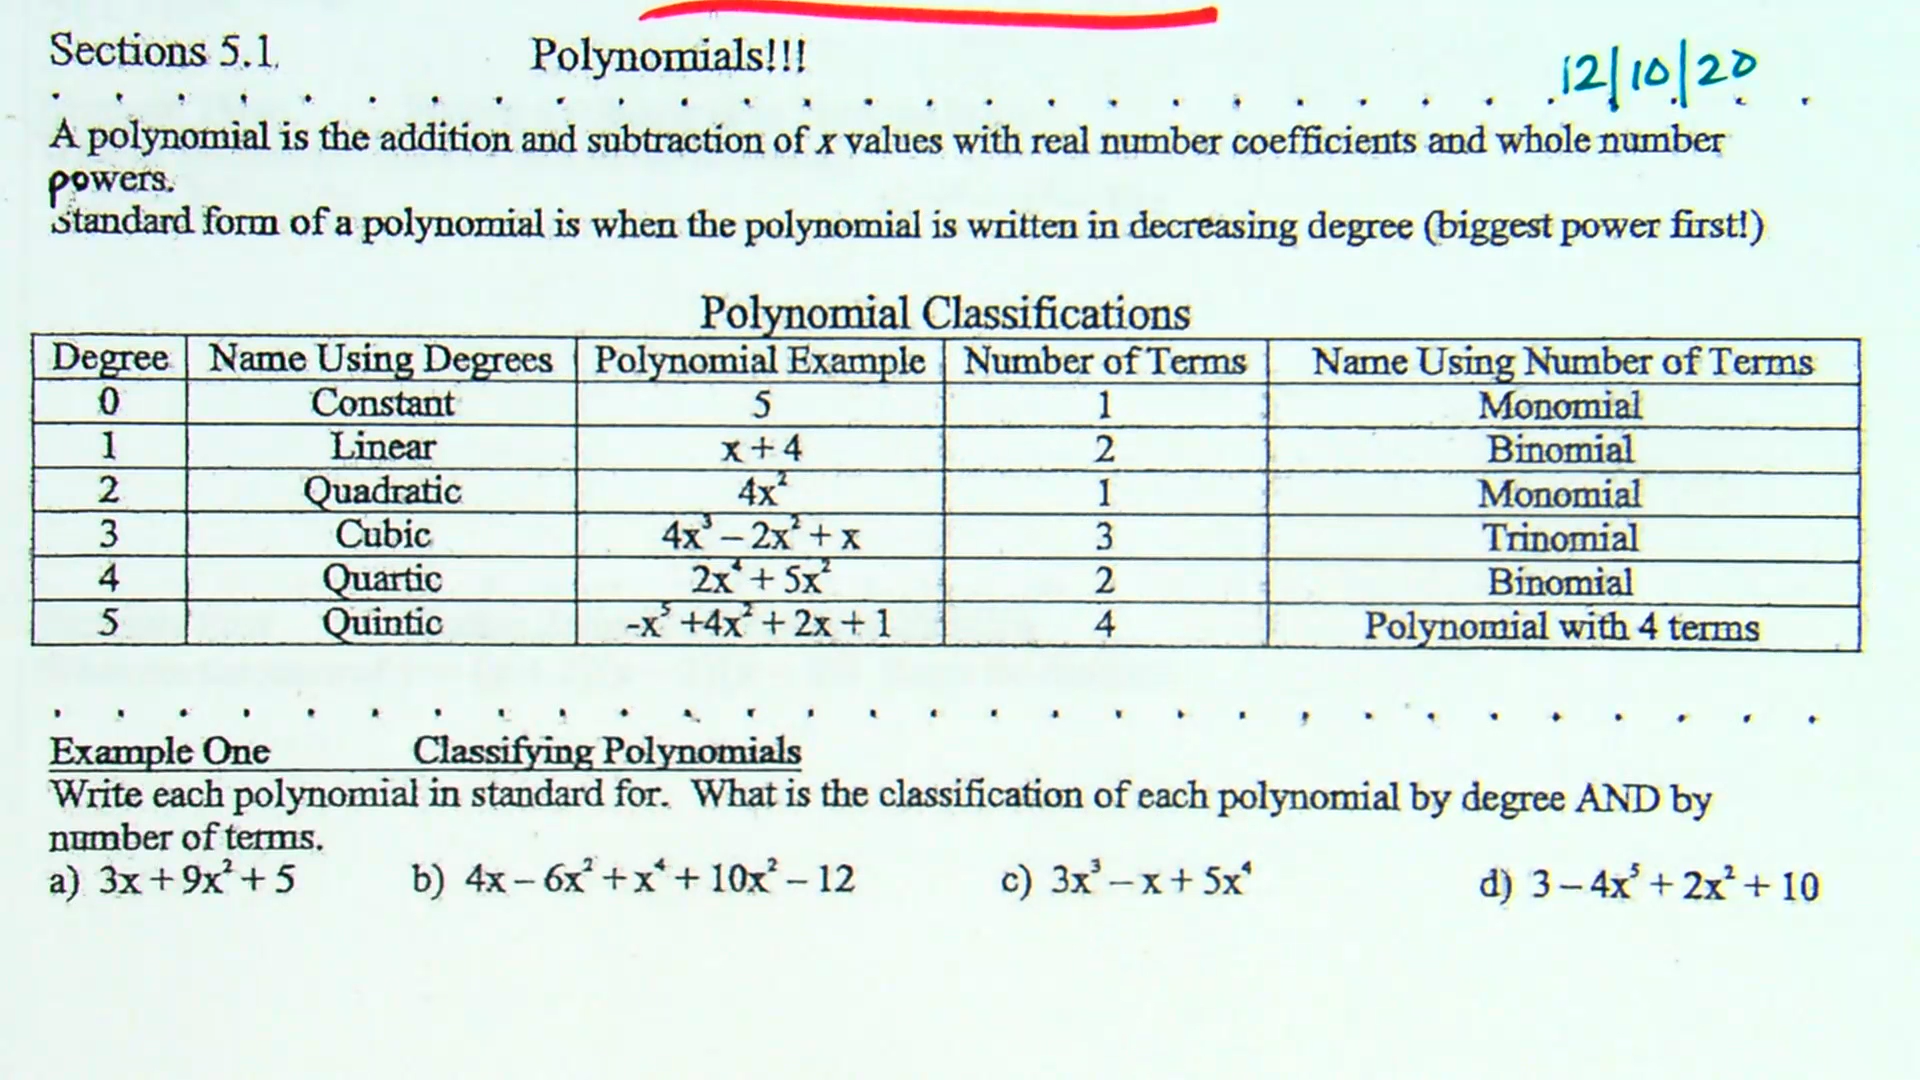 Sections 5.1. Polynomials!!! 12/10/20
A polynomial is the addition and subtraction of x values with real number coefficients and whole number
powers.
Standard form of a polynomial is when the polynomial is written in decreasing degree (biggest power first!)
Polynomial Classifications
Degree Name Using Degrees Polynomial Example Number of Terms Name Using Number of Terms
0 Constant 5 1 Monomial
1 Linear x + 4 2 Binomial
2 Quadratic 4x² 1 Monomial
3 Cubic 4x³ – 2x² + x 3 Trinomial
4 Quartic 2x⁴ + 5x² 2 Binomial
5 Quintic -x⁵ +4x² + 2x + 1 4 Polynomial with 4 terms
Example One Classifying Polynomials
Write each polynomial in standard for. What is the classification of each polynomial by degree AND by
number of terms.
a) 3x + 9x² + 5 b) 4x – 6x² + x⁴ + 10x² – 12 c) 3x³ – x + 5x⁴ d) 3 – 4x⁵ + 2x² + 10